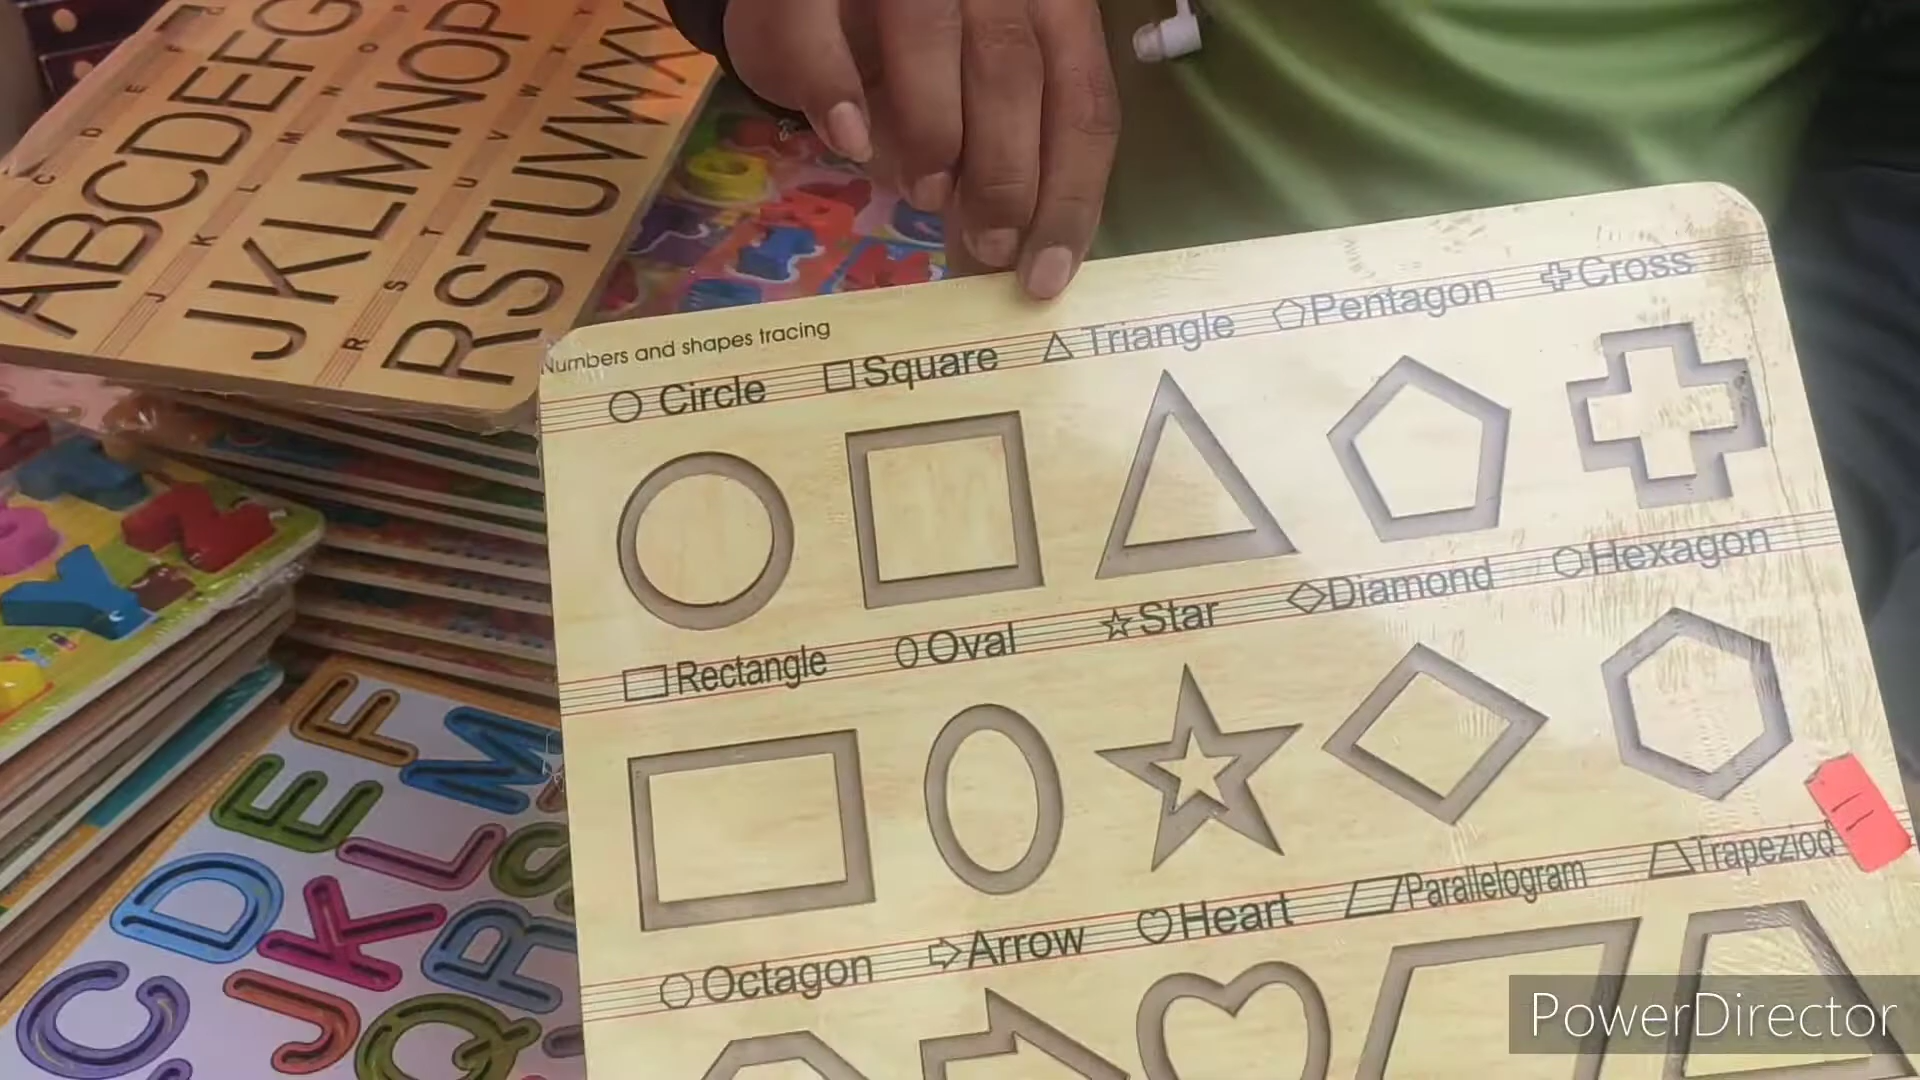 Numbers and shapes tracing
Circle Square Triangle Pentagon Cross
Rectangle Oval Star Diamond Hexagon
Octagon Arrow Heart Parallelogram Trapeziod
C D E F
ABCDEFG
J K L M N O P
JKLMNOP
R S T U V W X Y
RSTUVWXY
Z
Y
E F
C D J K L M
Q R S
PowerDirector